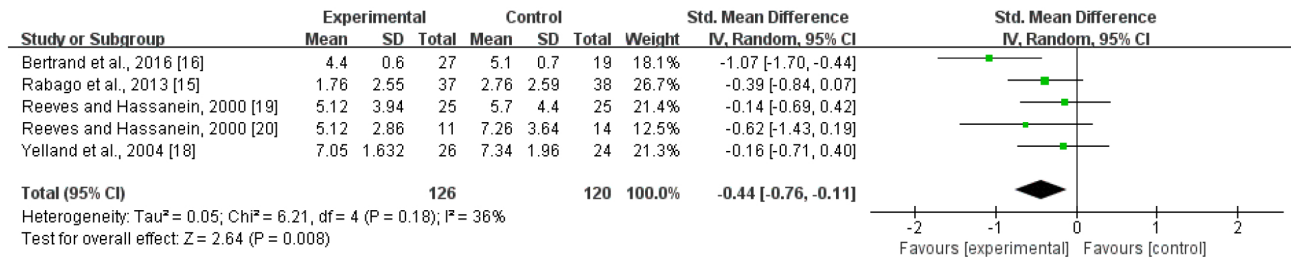 Experimental Control Std. Mean Difference Std. Mean Difference
Study or Subgroup Mean SD Total Mean SD Total Weight IV, Random, 95% CI IV, Random, 95% CI
Bertrand et al., 2016 [16] 4.4 0.6 27 5.1 0.7 19 18.1% -1.07 [-1.70, -0.44]
Rabago et al., 2013 [15] 1.76 2.55 37 2.76 2.59 38 26.7% -0.39 [-0.84, 0.07]
Reeves and Hassanein, 2000 [19] 5.12 3.94 25 5.7 4.4 25 21.4% -0.14 [-0.69, 0.42]
Reeves and Hassanein, 2000 [20] 5.12 2.86 11 7.26 3.64 14 12.5% -0.62 [-1.43, 0.19]
Yelland et al., 2004 [18] 7.05 1.632 26 7.34 1.96 24 21.3% -0.16 [-0.71, 0.40]
Total (95% CI) 126 120 100.0% -0.44 [-0.76, -0.11]
Heterogeneity: Tau² = 0.05; Chi² = 6.21, df = 4 (P = 0.18); I² = 36%
Test for overall effect: Z = 2.64 (P = 0.008)
-2 -1 0 1 2
Favours [experimental] Favours [control]